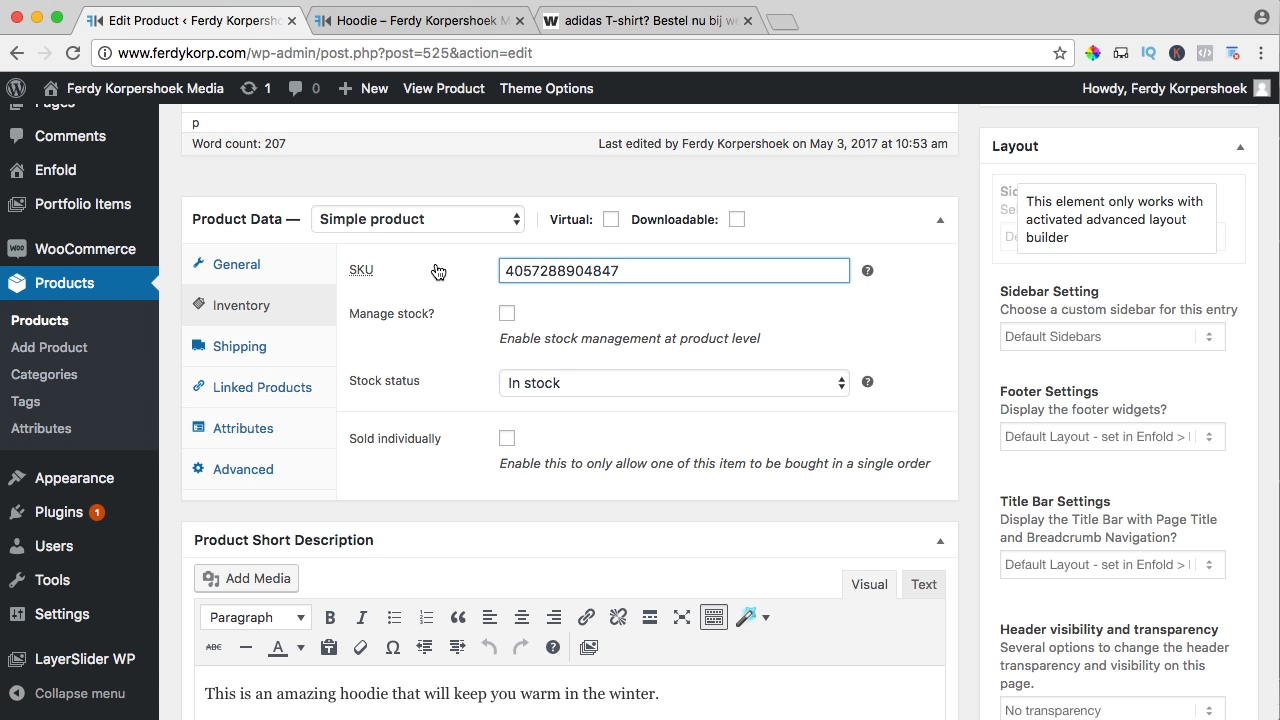 Edit Product ‹ Ferdy Korpersho
Hoodie – Ferdy Korpershoek M
W adidas T-shirt? Bestel nu bij we
www.ferdykorp.com/wp-admin/post.php?post=525&action=edit
Ferdy Korpershoek Media
1
0
New
View Product
Theme Options
Howdy, Ferdy Korpershoek
Pages
Comments
Enfold
Portfolio Items
WooCommerce
Products
Products
Add Product
Categories
Tags
Attributes
Appearance
Plugins 1
Users
Tools
Settings
LayerSlider WP
Collapse menu
p
Word count: 207
Last edited by Ferdy Korpershoek on May 3, 2017 at 10:53 am
Product Data —
Simple product
Virtual:
Downloadable:
General
Inventory
Shipping
Linked Products
Attributes
Advanced
SKU
4057288904847
Manage stock?
Enable stock management at product level
Stock status
In stock
Sold individually
Enable this to only allow one of this item to be bought in a single order
Product Short Description
Add Media
Visual
Text
Paragraph
B
I
ABC
A
Ω
This is an amazing hoodie that will keep you warm in the winter.
Layout
This element only works with
activated advanced layout
builder
Sidebar Setting
Choose a custom sidebar for this entry
Default Sidebars
Footer Settings
Display the footer widgets?
Default Layout - set in Enfold >
Title Bar Settings
Display the Title Bar with Page Title
and Breadcrumb Navigation?
Default Layout - set in Enfold >
Header visibility and transparency
Several options to change the header
transparency and visibility on this
page.
No transparency